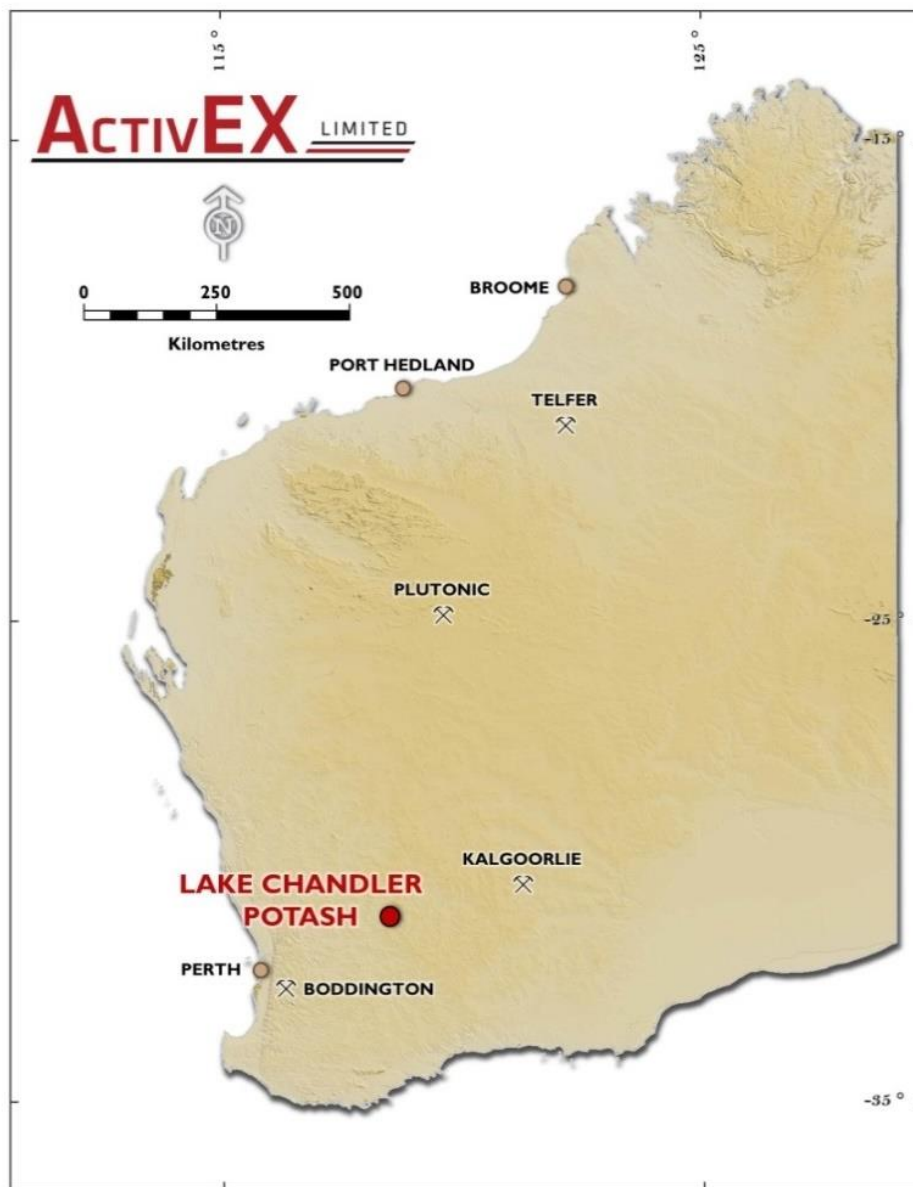 115 °
125 °
ACTIVEX LIMITED
-15 °
N
0 250 500
Kilometres
BROOME
PORT HEDLAND
TELFER
PLUTONIC
-25 °
KALGOORLIE
LAKE CHANDLER
POTASH
PERTH
BODDINGTON
-35 °